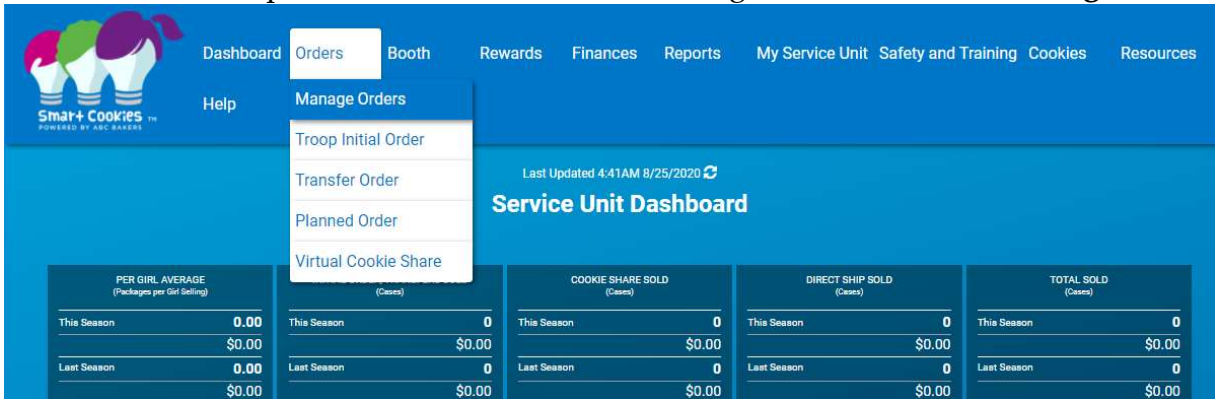 Dashboard Orders Booth Rewards Finances Reports My Service Unit Safety and Training Cookies Resources
Help
Smart Cookies TM
POWERED BY ABC BAKERS
Manage Orders
Troop Initial Order
Transfer Order
Planned Order
Virtual Cookie Share
Last Updated 4:41AM 8/25/2020
Service Unit Dashboard
PER GIRL AVERAGE
(Packages per Girl Selling)
This Season 0.00
$0.00
Last Season 0.00
$0.00
(Cases)
This Season 0
$0.00
Last Season 0
$0.00
COOKIE SHARE SOLD
(Cases)
This Season 0
$0.00
Last Season 0
$0.00
DIRECT SHIP SOLD
(Cases)
This Season 0
$0.00
Last Season 0
$0.00
TOTAL SOLD
(Cases)
This Season 0
$0.00
Last Season 0
$0.00